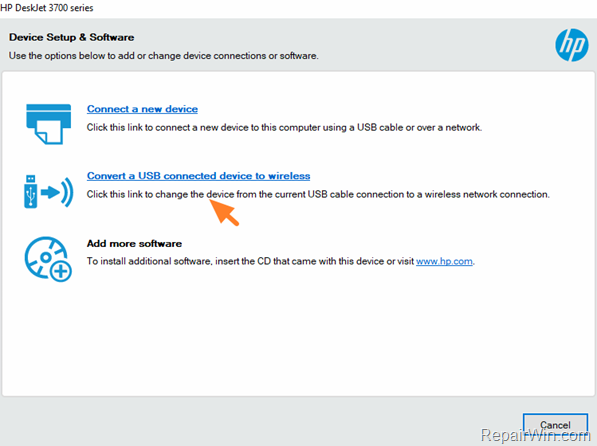 HP DeskJet 3700 series
Device Setup & Software
Use the options below to add or change device connections or software.
hp
Connect a new device
Click this link to connect a new device to this computer using a USB cable or over a network.
Convert a USB connected device to wireless
Click this link to change the device from the current USB cable connection to a wireless network connection.
Add more software
To install additional software, insert the CD that came with this device or visit www.hp.com.
Cancel
RepairWin.com